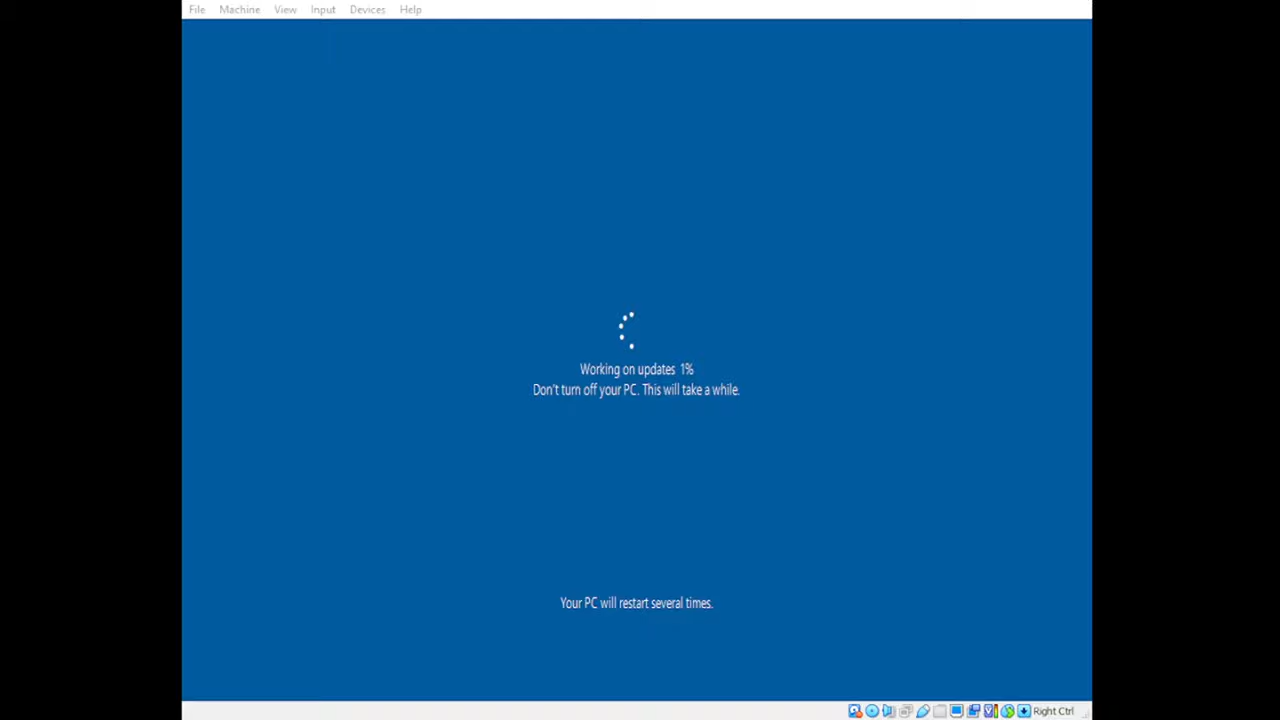 File Machine View Input Devices Help
Working on updates 1%
Don't turn off your PC. This will take a while.
Your PC will restart several times.
Right Ctrl